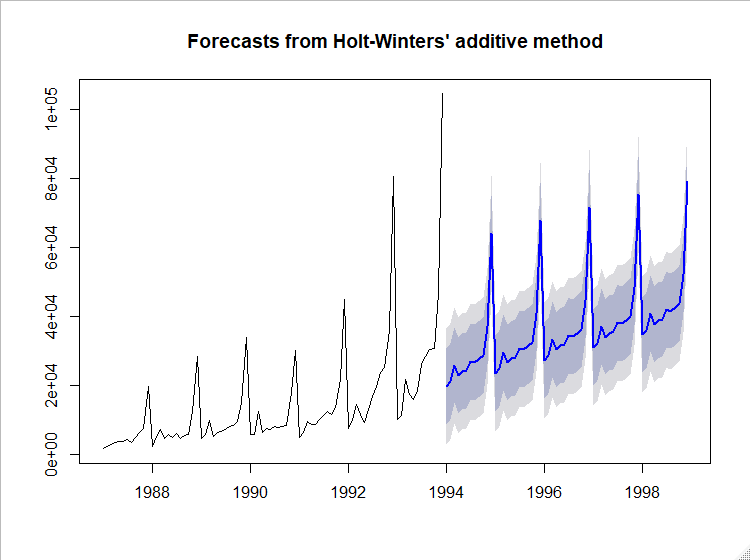 Forecasts from Holt-Winters' additive method
1e+05
8e+04
6e+04
4e+04
2e+04
0e+00
1988 1990 1992 1994 1996 1998